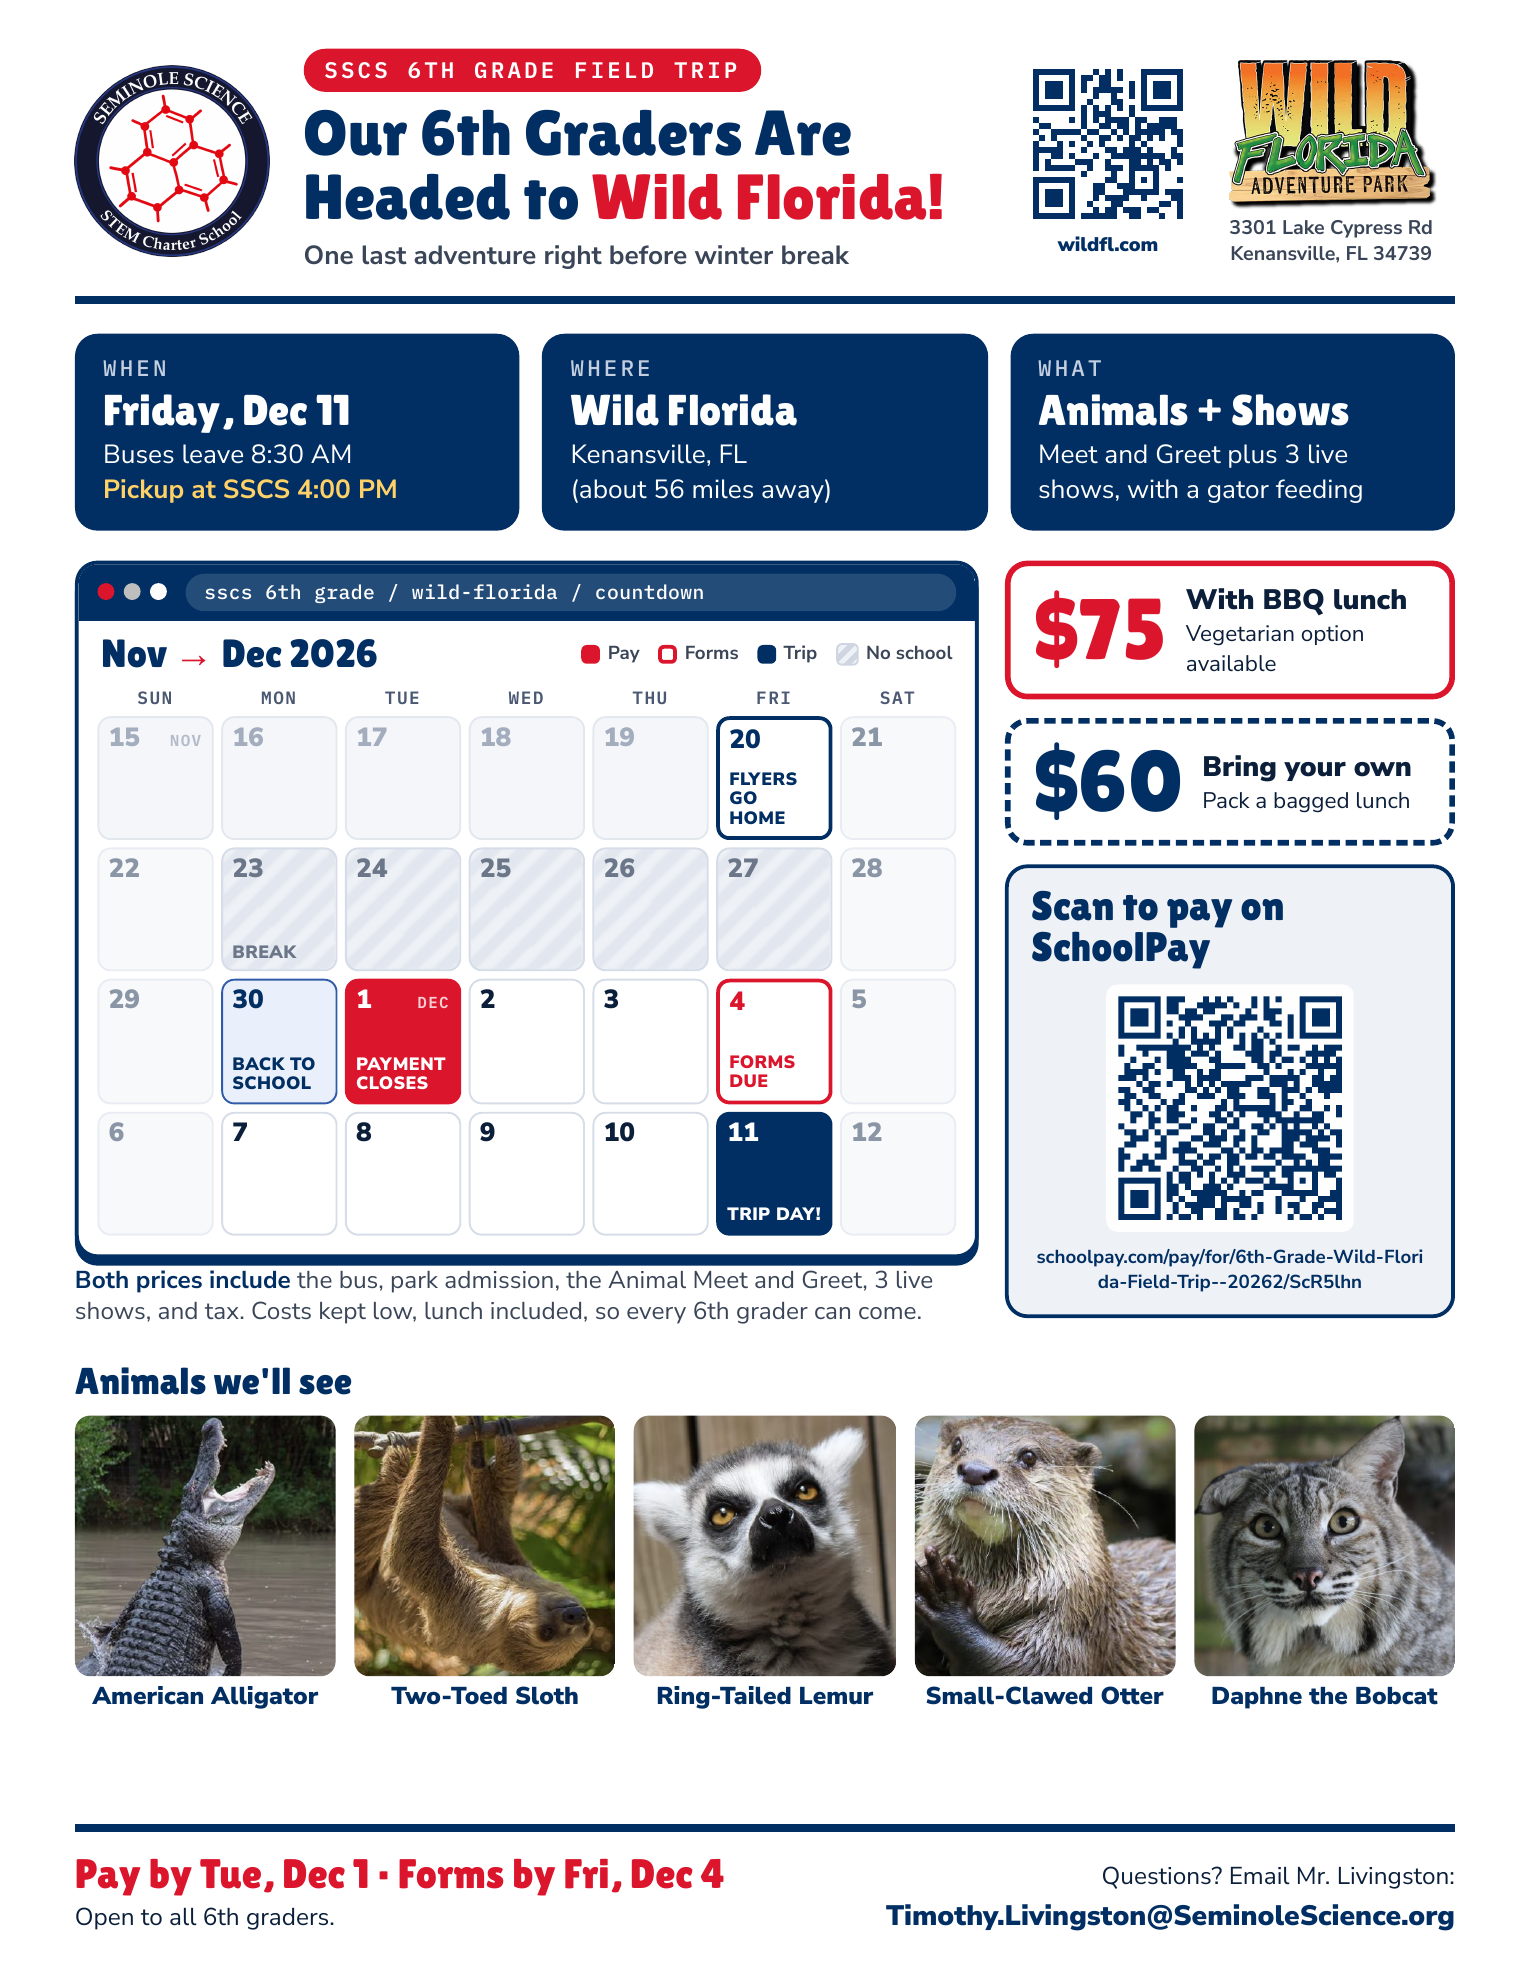 SEMINOLE SCIENCE
STEM Charter School
SSCS 6TH GRADE FIELD TRIP
Our 6th Graders Are
Headed to Wild Florida!
One last adventure right before winter break
wildfl.com
WILD
FLORIDA
ADVENTURE PARK
3301 Lake Cypress Rd
Kenansville, FL 34739
WHEN
Friday, Dec 11
Buses leave 8:30 AM
Pickup at SSCS 4:00 PM
WHERE
Wild Florida
Kenansville, FL
(about 56 miles away)
WHAT
Animals + Shows
Meet and Greet plus 3 live
shows, with a gator feeding
sscs 6th grade / wild-florida / countdown
Nov → Dec 2026
Pay Forms Trip No school
SUN MON TUE WED THU FRI SAT
15 NOV 16 17 18 19 20 21
FLYERS
GO
HOME
22 23 24 25 26 27 28
BREAK
29 30 1 DEC 2 3 4 5
BACK TO
SCHOOL
PAYMENT
CLOSES
FORMS
DUE
6 7 8 9 10 11 12
TRIP DAY!
$75
With BBQ lunch
Vegetarian option
available
$60
Bring your own
Pack a bagged lunch
Scan to pay on
SchoolPay
schoolpay.com/pay/for/6th-Grade-Wild-Flori
da-Field-Trip--20262/ScR5lhn
Both prices include the bus, park admission, the Animal Meet and Greet, 3 live
shows, and tax. Costs kept low, lunch included, so every 6th grader can come.
Animals we'll see
American Alligator
Two-Toed Sloth
Ring-Tailed Lemur
Small-Clawed Otter
Daphne the Bobcat
Pay by Tue, Dec 1 · Forms by Fri, Dec 4
Open to all 6th graders.
Questions? Email Mr. Livingston:
Timothy.Livingston@SeminoleScience.org